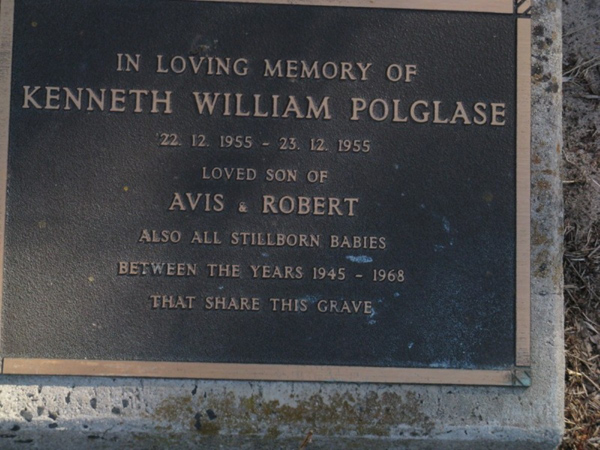 IN LOVING MEMORY OF
KENNETH WILLIAM POLGLASE
22. 12. 1955 - 23. 12. 1955
LOVED SON OF
AVIS & ROBERT
ALSO ALL STILLBORN BABIES
BETWEEN THE YEARS 1945 - 1968
THAT SHARE THIS GRAVE